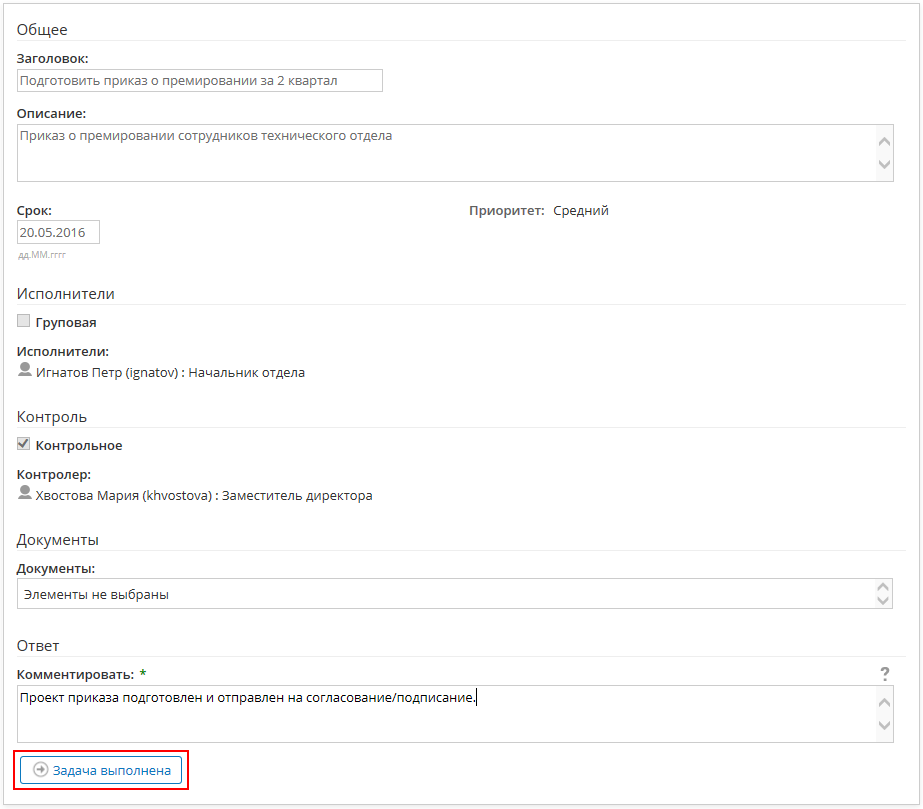 Общее
Заголовок:
Подготовить приказ о премировании за 2 квартал
Описание:
Приказ о премировании сотрудников технического отдела
Срок:
Приоритет: Средний
20.05.2016
дд.ММ.гггг
Исполнители
Груповая
Исполнители:
Игнатов Петр (ignatov) : Начальник отдела
Контроль
Контрольное
Контролер:
Хвостова Мария (khvostova) : Заместитель директора
Документы
Документы:
Элементы не выбраны
Ответ
Комментировать: *
?
Проект приказа подготовлен и отправлен на согласование/подписание.
Задача выполнена